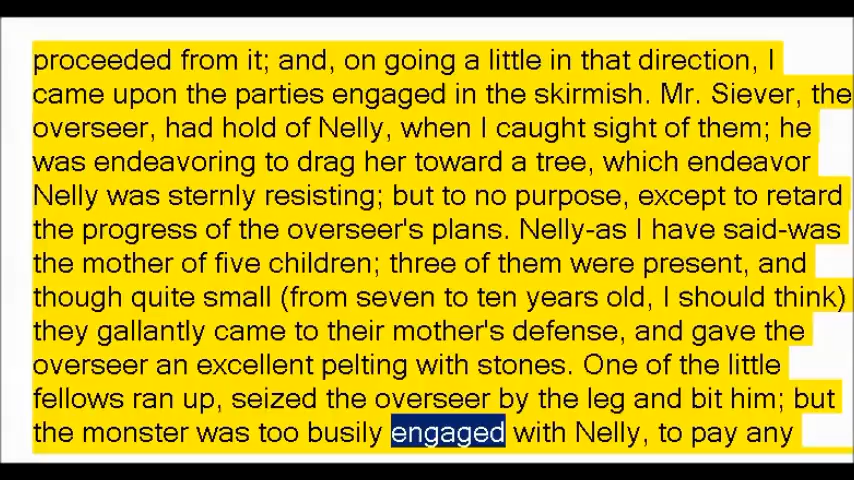 proceeded from it; and, on going a little in that direction, I
came upon the parties engaged in the skirmish. Mr. Siever, the
overseer, had hold of Nelly, when I caught sight of them; he
was endeavoring to drag her toward a tree, which endeavor
Nelly was sternly resisting; but to no purpose, except to retard
the progress of the overseer's plans. Nelly-as I have said-was
the mother of five children; three of them were present, and
though quite small (from seven to ten years old, I should think)
they gallantly came to their mother's defense, and gave the
overseer an excellent pelting with stones. One of the little
fellows ran up, seized the overseer by the leg and bit him; but
the monster was too busily engaged with Nelly, to pay any